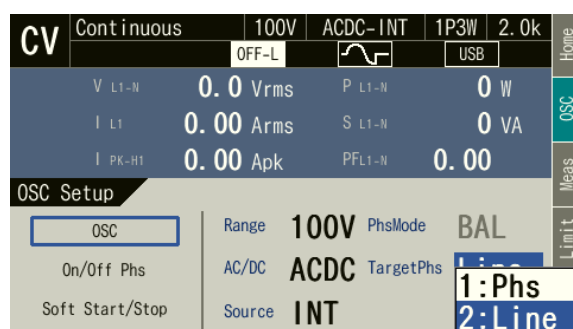 CV Continuous 100V ACDC-INT 1P3W 2.0k
OFF-L USB
V L1-N 0.0 Vrms P L1-N 0 W
I L1 0.00 Arms S L1-N 0 VA
I PK-H1 0.00 Apk PFL1-N 0.00
OSC Setup
OSC Range 100V PhsMode BAL
On/Off Phs AC/DC ACDC TargetPhs Line
1:Phs
Soft Start/Stop Source INT 2:Line
Home
OSC
Meas
Limit